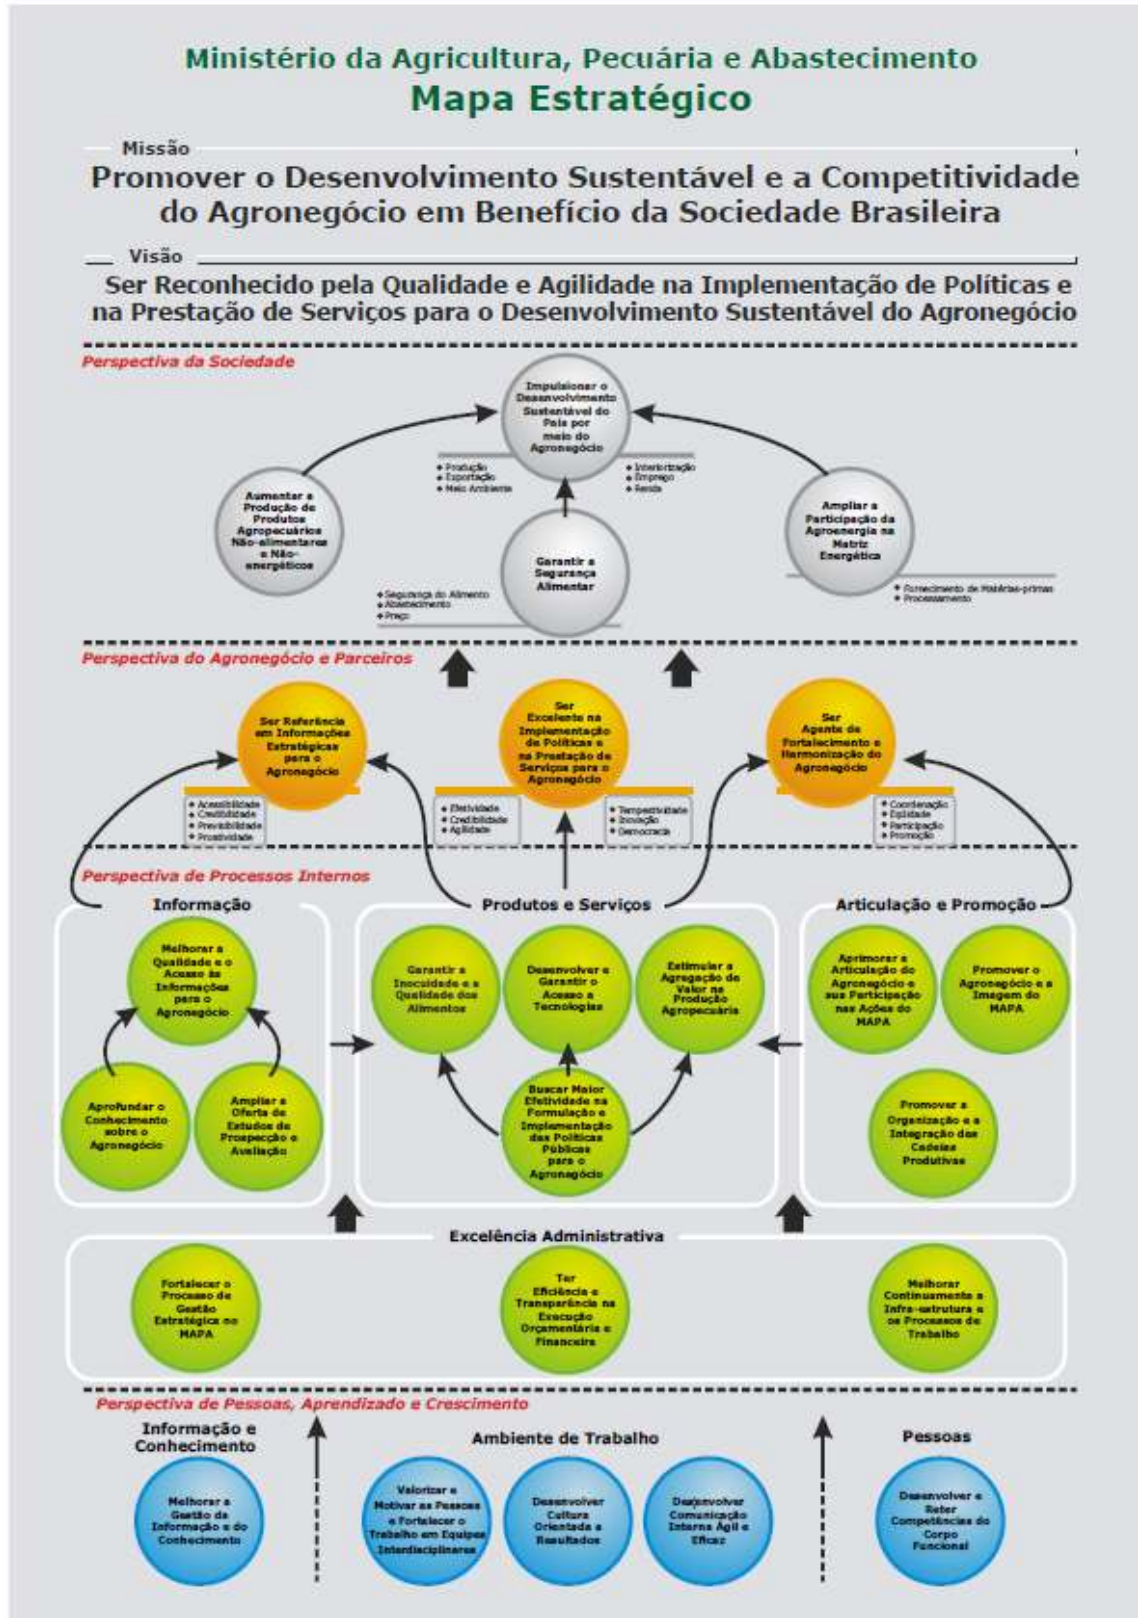 Ministério da Agricultura, Pecuária e Abastecimento
Mapa Estratégico
Missão
Promover o Desenvolvimento Sustentável e a Competitividade
do Agronegócio em Benefício da Sociedade Brasileira
Visão
Ser Reconhecido pela Qualidade e Agilidade na Implementação de Políticas e
na Prestação de Serviços para o Desenvolvimento Sustentável do Agronegócio
Perspectiva da Sociedade
Impulsionar o
Desenvolvimento
Sustentável do
País por
meio do
Agronegócio
Produção
Exportação
Meio Ambiente
Interiorização
Emprego
Renda
Aumentar a
Produção de
Produtos
Agropecuários
Não-alimentares
e Não-
energéticos
Garantir a
Segurança
Alimentar
Segurança do Alimento
Abastecimento
Preço
Ampliar a
Participação da
Agroenergia na
Matriz
Energética
Fornecimento de Matérias-primas
Processamento
Perspectiva do Agronegócio e Parceiros
Ser Referência
em Informações
Estratégicas
para o
Agronegócio
Acessibilidade
Credibilidade
Previsibilidade
Proatividade
Ser
Excelente na
Implementação
de Políticas e
na Prestação de
Serviços para o
Agronegócio
Efetividade
Credibilidade
Agilidade
Tempestividade
Inovação
Democracia
Ser
Agente de
Fortalecimento e
Harmonização do
Agronegócio
Coordenação
Eqüidade
Participação
Promoção
Perspectiva de Processos Internos
Informação
Melhorar a
Qualidade e o
Acesso às
Informações
para o
Agronegócio
Aprofundar o
Conhecimento
sobre o
Agronegócio
Ampliar a
Oferta de
Estudos de
Prospecção e
Avaliação
Produtos e Serviços
Garantir a
Inocuidade e a
Qualidade dos
Alimentos
Desenvolver e
Garantir o
Acesso a
Tecnologias
Estimular a
Agregação de
Valor na
Produção
Agropecuária
Buscar Maior
Efetividade na
Formulação e
Implementação
das Políticas
Públicas
para o
Agronegócio
Articulação e Promoção
Aprimorar a
Articulação do
Agronegócio e
sua Participação
nas Ações do
MAPA
Promover o
Agronegócio e a
Imagem do
MAPA
Promover a
Organização e a
Integração das
Cadeias
Produtivas
Excelência Administrativa
Fortalecer o
Processo de
Gestão
Estratégica no
MAPA
Ter
Eficiência e
Transparência na
Execução
Orçamentária e
Financeira
Melhorar
Continuamente a
Infra-estrutura e
os Processos de
Trabalho
Perspectiva de Pessoas, Aprendizado e Crescimento
Informação e
Conhecimento
Melhorar a
Gestão da
Informação e do
Conhecimento
Ambiente de Trabalho
Valorizar e
Motivar as Pessoas
e Fortalecer o
Trabalho em Equipes
Interdisciplinares
Desenvolver
Cultura
Orientada a
Resultados
Desenvolver
Comunicação
Interna Ágil e
Eficaz
Pessoas
Desenvolver e
Reter
Competências do
Corpo
Funcional